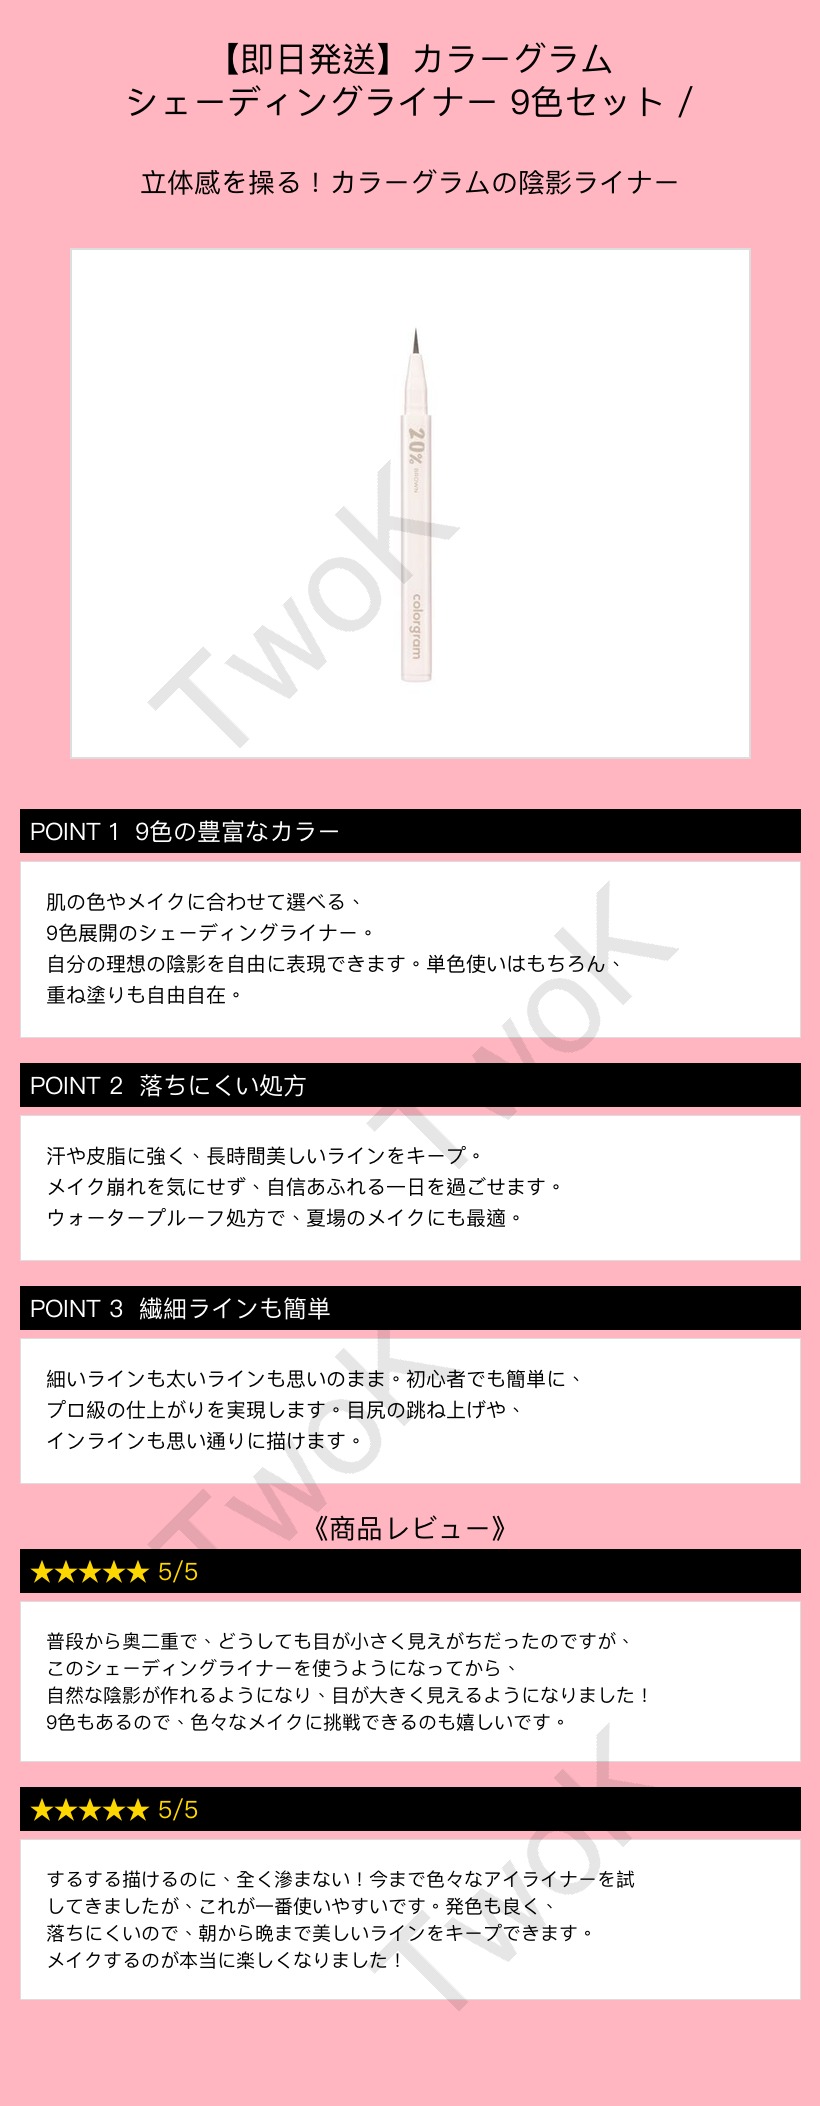 【即日発送】カラーグラム
シェーディングライナー 9色セット /
立体感を操る！カラーグラムの陰影ライナー
20% BROWN
colorgram
TwoK
POINT 1 9色の豊富なカラー
肌の色やメイクに合わせて選べる、
9色展開のシェーディングライナー。
自分の理想の陰影を自由に表現できます。単色使いはもちろん、
重ね塗りも自由自在。
TwoK
POINT 2 落ちにくい処方
汗や皮脂に強く、長時間美しいラインをキープ。
メイク崩れを気にせず、自信あふれる一日を過ごせます。
ウォータープルーフ処方で、夏場のメイクにも最適。
POINT 3 繊細ラインも簡単
細いラインも太いラインも思いのまま。初心者でも簡単に、
プロ級の仕上がりを実現します。目尻の跳ね上げや、
インラインも思い通りに描けます。
TwoK
《商品レビュー》
★★★★★ 5/5
普段から奥二重で、どうしても目が小さく見えがちだったのですが、
このシェーディングライナーを使うようになってから、
自然な陰影が作れるようになり、目が大きく見えるようになりました！
9色もあるので、色々なメイクに挑戦できるのも嬉しいです。
★★★★★ 5/5
するする描けるのに、全く滲まない！今まで色々なアイライナーを試
してきましたが、これが一番使いやすいです。発色も良く、
落ちにくいので、朝から晩まで美しいラインをキープできます。
メイクするのが本当に楽しくなりました！
TwoK